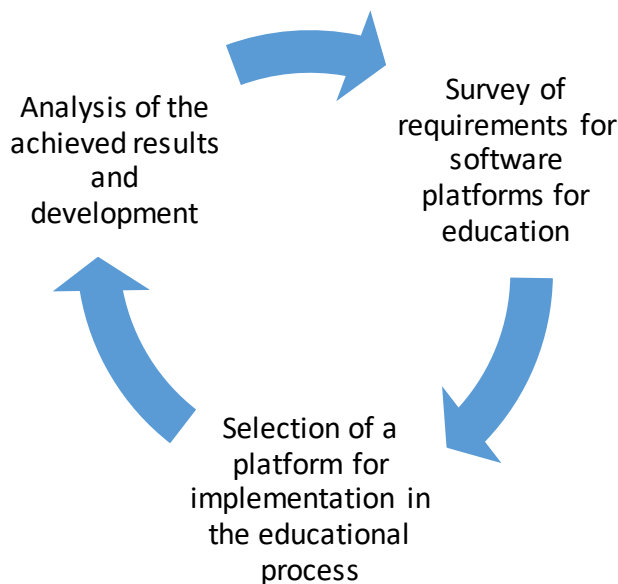 Analysis of the
achieved results
and
development
Survey of
requirements for
software
platforms for
education
Selection of a
platform for
implementation in
the educational
process